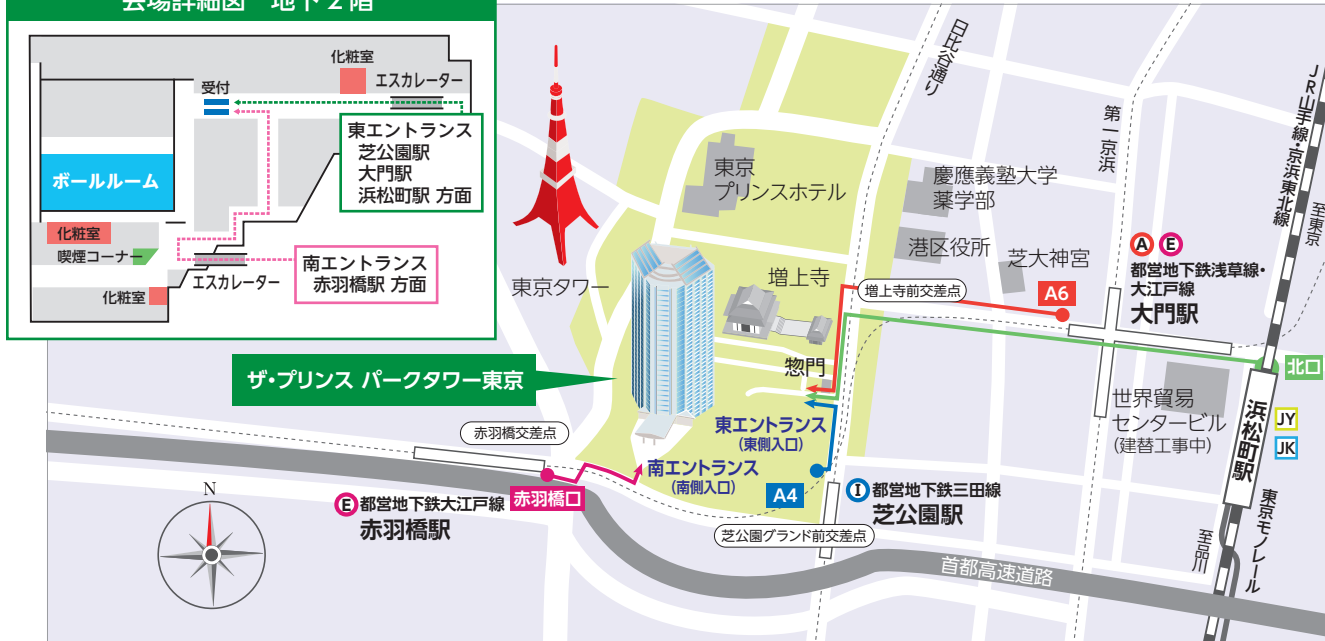 会場詳細図 地下2階
化粧室
エスカレーター
受付
東エントランス
芝公園駅
大門駅
浜松町駅 方面
ボールルーム
化粧室
喫煙コーナー
エスカレーター
化粧室
南エントランス
赤羽橋駅 方面
日比谷通り
第一京浜
JR山手線・京浜東北線
至東京
東京
プリンスホテル
慶應義塾大学
薬学部
港区役所
芝大神宮
東京タワー
増上寺
増上寺前交差点
A6
A E
都営地下鉄浅草線・
大江戸線
大門駅
ザ・プリンス パークタワー東京
惣門
北口
世界貿易
センタービル
(建替工事中)
浜松町駅
JY
JK
赤羽橋交差点
東エントランス
(東側入口)
南エントランス
(南側入口)
A4
赤羽橋口
E 都営地下鉄大江戸線
赤羽橋駅
I 都営地下鉄三田線
芝公園駅
芝公園グランド前交差点
首都高速道路
至品川
東京モノレール
N